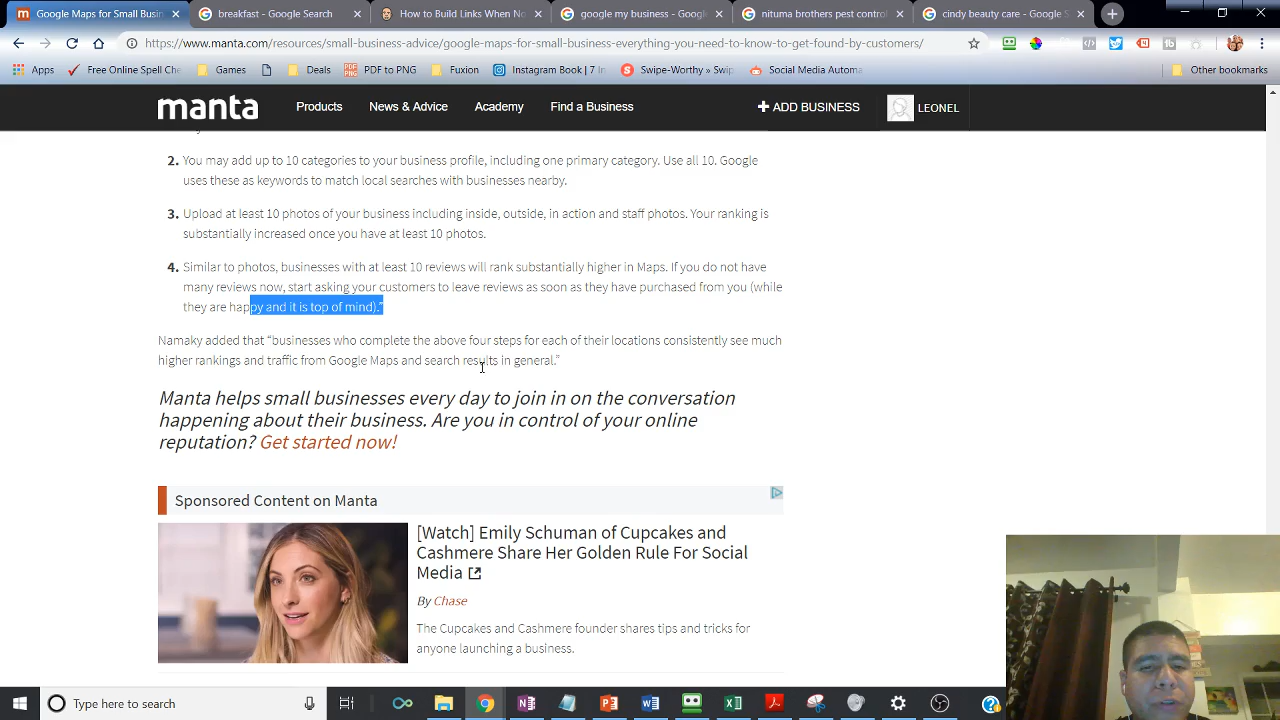 Google Maps for Small Busin
breakfast - Google Search
How to Build Links When No
google my business - Googl
nituma brothers pest control
cindy beauty care - Google S
https://www.manta.com/resources/small-business-advice/google-maps-for-small-business-everything-you-need-to-know-to-get-found-by-customers/
Apps
Free Online Spell Che
Games
Deals
PDF to PNG
Fuxion
Instagram Book | 7 In
Swipe-Worthy » Swip
Social Media Automa
Other bookmarks
manta
Products
News & Advice
Academy
Find a Business
+ ADD BUSINESS
LEONEL
2. You may add up to 10 categories to your business profile, including one primary category. Use all 10. Google
uses these as keywords to match local searches with businesses nearby.
3. Upload at least 10 photos of your business including inside, outside, in action and staff photos. Your ranking is
substantially increased once you have at least 10 photos.
4. Similar to photos, businesses with at least 10 reviews will rank substantially higher in Maps. If you do not have
many reviews now, start asking your customers to leave reviews as soon as they have purchased from you (while
they are happy and it is top of mind).”
Namaky added that “businesses who complete the above four steps for each of their locations consistently see much
higher rankings and traffic from Google Maps and search results in general.”
Manta helps small businesses every day to join in on the conversation
happening about their business. Are you in control of your online
reputation? Get started now!
Sponsored Content on Manta
[Watch] Emily Schuman of Cupcakes and
Cashmere Share Her Golden Rule For Social
Media
By Chase
The Cupcakes and Cashmere founder shares tips and tricks for
anyone launching a business.
Type here to search